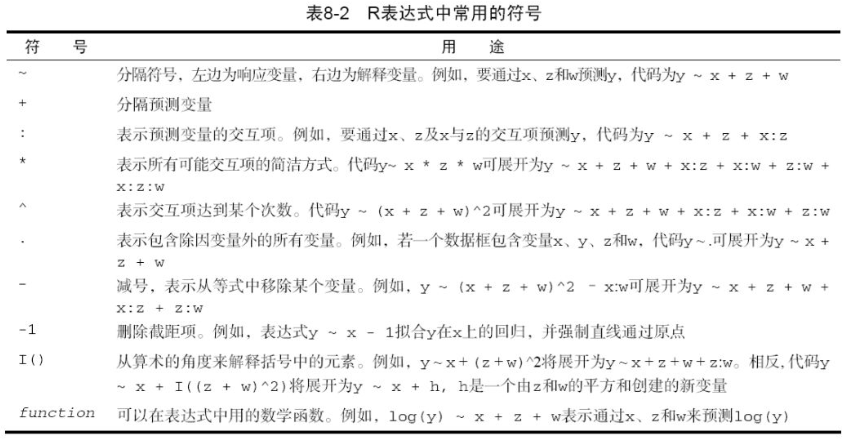 表8-2 R表达式中常用的符号
符 号 用 途
~ 分隔符号，左边为响应变量，右边为解释变量。例如，要通过x、z和w预测y，代码为y ~ x + z + w
+ 分隔预测变量
: 表示预测变量的交互项。例如，要通过x、z及x与z的交互项预测y，代码为y ~ x + z + x:z
* 表示所有可能交互项的简洁方式。代码y~ x * z * w可展开为y ~ x + z + w + x:z + x:w + z:w +
x:z:w
^ 表示交互项达到某个次数。代码y ~ (x + z + w)^2可展开为y ~ x + z + w + x:z + x:w + z:w
. 表示包含除因变量外的所有变量。例如，若一个数据框包含变量x、y、z和w，代码y ~.可展开为y ~ x +
z + w
- 减号，表示从等式中移除某个变量。例如，y ~ (x + z + w)^2 – x:w可展开为y ~ x + z + w +
x:z + z:w
-1 删除截距项。例如，表达式y ~ x - 1拟合y在x上的回归，并强制直线通过原点
I() 从算术的角度来解释括号中的元素。例如，y~x+(z+w)^2将展开为y~x+z+w+z:w。相反,代码y
~ x + I((z + w)^2)将展开为y ~ x + h, h是一个由z和w的平方和创建的新变量
function 可以在表达式中用的数学函数。例如，log(y) ~ x + z + w表示通过x、z和w来预测log(y)